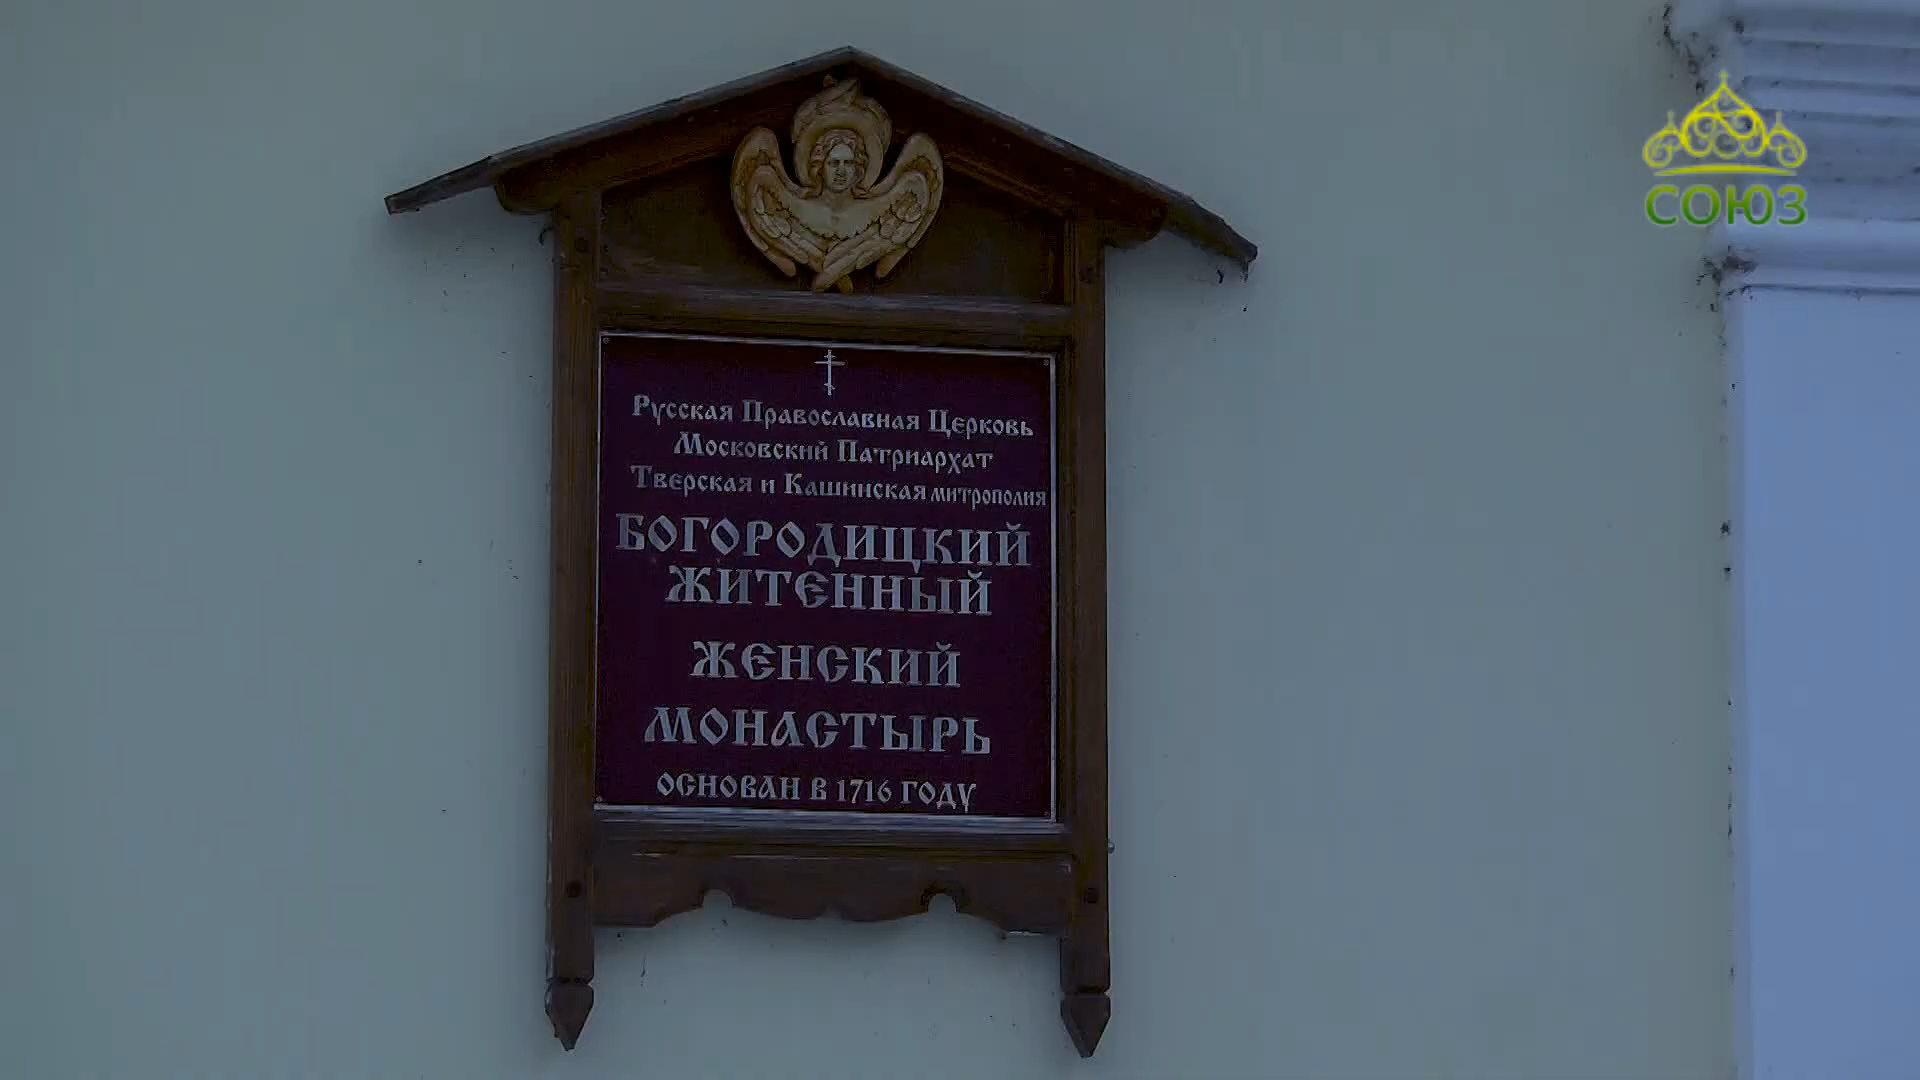 СОЮЗ
Русская Православная Церковь
Московский Патриархат
Тверская и Кашинская митрополия
БОГОРОДИЦКИЙ
ЖИТЕННЫЙ
ЖЕНСКИЙ
МОНАСТЫРЬ
ОСНОВАН В 1716 ГОДУ